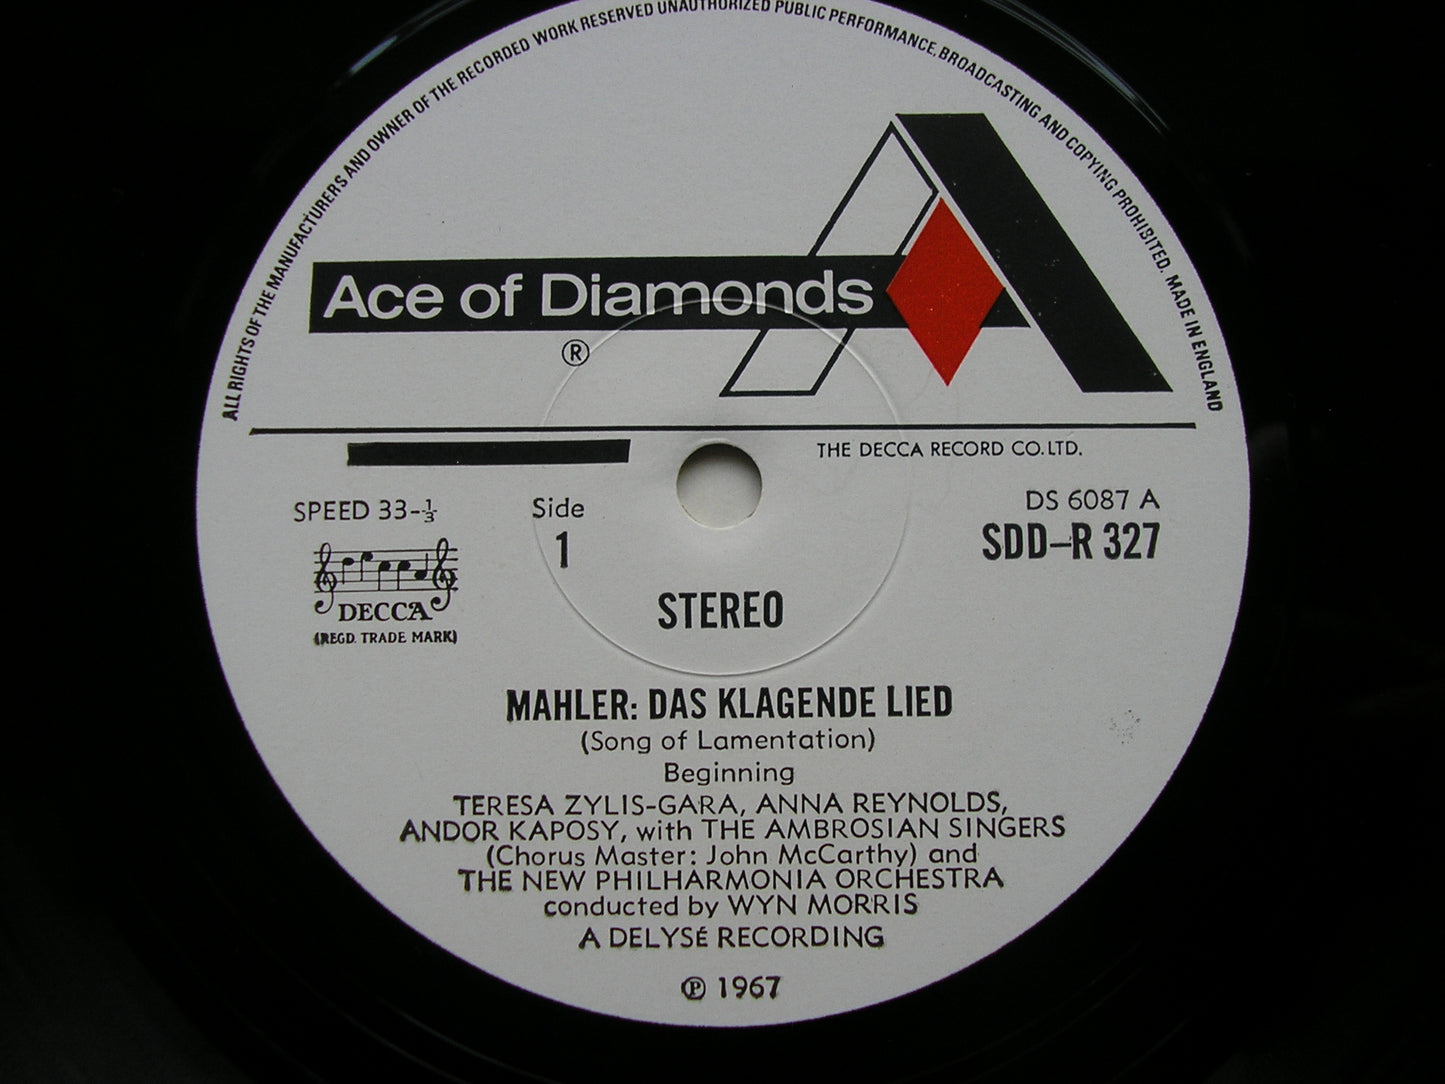 ALL RIGHTS OF THE MANUFACTURERS AND OWNER OF THE RECORDED WORK RESERVED UNAUTHORIZED PUBLIC PERFORMANCE, BROADCASTING AND COPYING PROHIBITED. MADE IN ENGLAND
Ace of Diamonds
®
THE DECCA RECORD CO. LTD.
SPEED 33-⅓
Side
1
DS 6087 A
SDD-R 327
DECCA
(REGD. TRADE MARK)
STEREO
MAHLER: DAS KLAGENDE LIED
(Song of Lamentation)
Beginning
TERESA ZYLIS-GARA, ANNA REYNOLDS,
ANDOR KAPOSY, with THE AMBROSIAN SINGERS
(Chorus Master: John McCarthy) and
THE NEW PHILHARMONIA ORCHESTRA
conducted by WYN MORRIS
A DELYSÉ RECORDING
℗ 1967